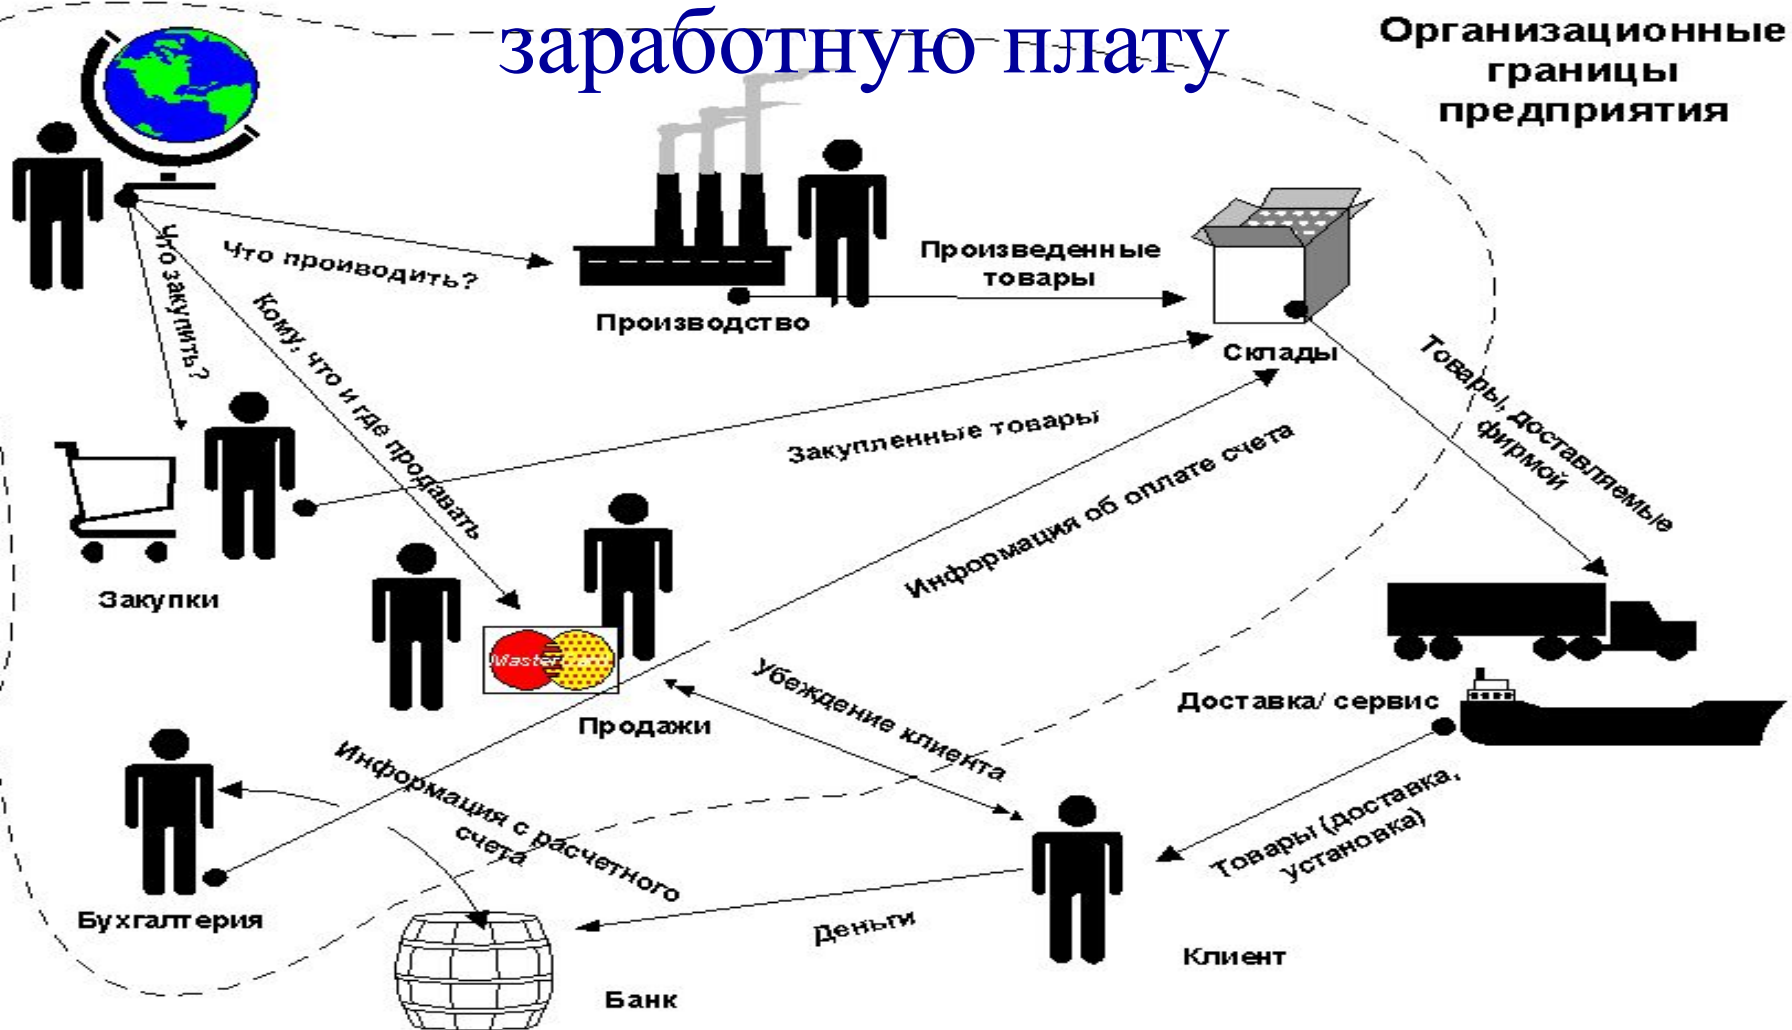 заработную плату
Организационные
границы
предприятия
Что проиводить?
Что закупить?
Кому, что и где продавать
Произведенные
товары
Производство
Склады
Товары, доставляемые
фирмой
Закупленные товары
Информация об оплате счета
Закупки
MasterCard
Продажи
Убеждение клиента
Доставка/ сервис
Товары (доставка,
установка)
Информация с расчетного
счета
Бухгалтерия
Деньги
Клиент
Банк